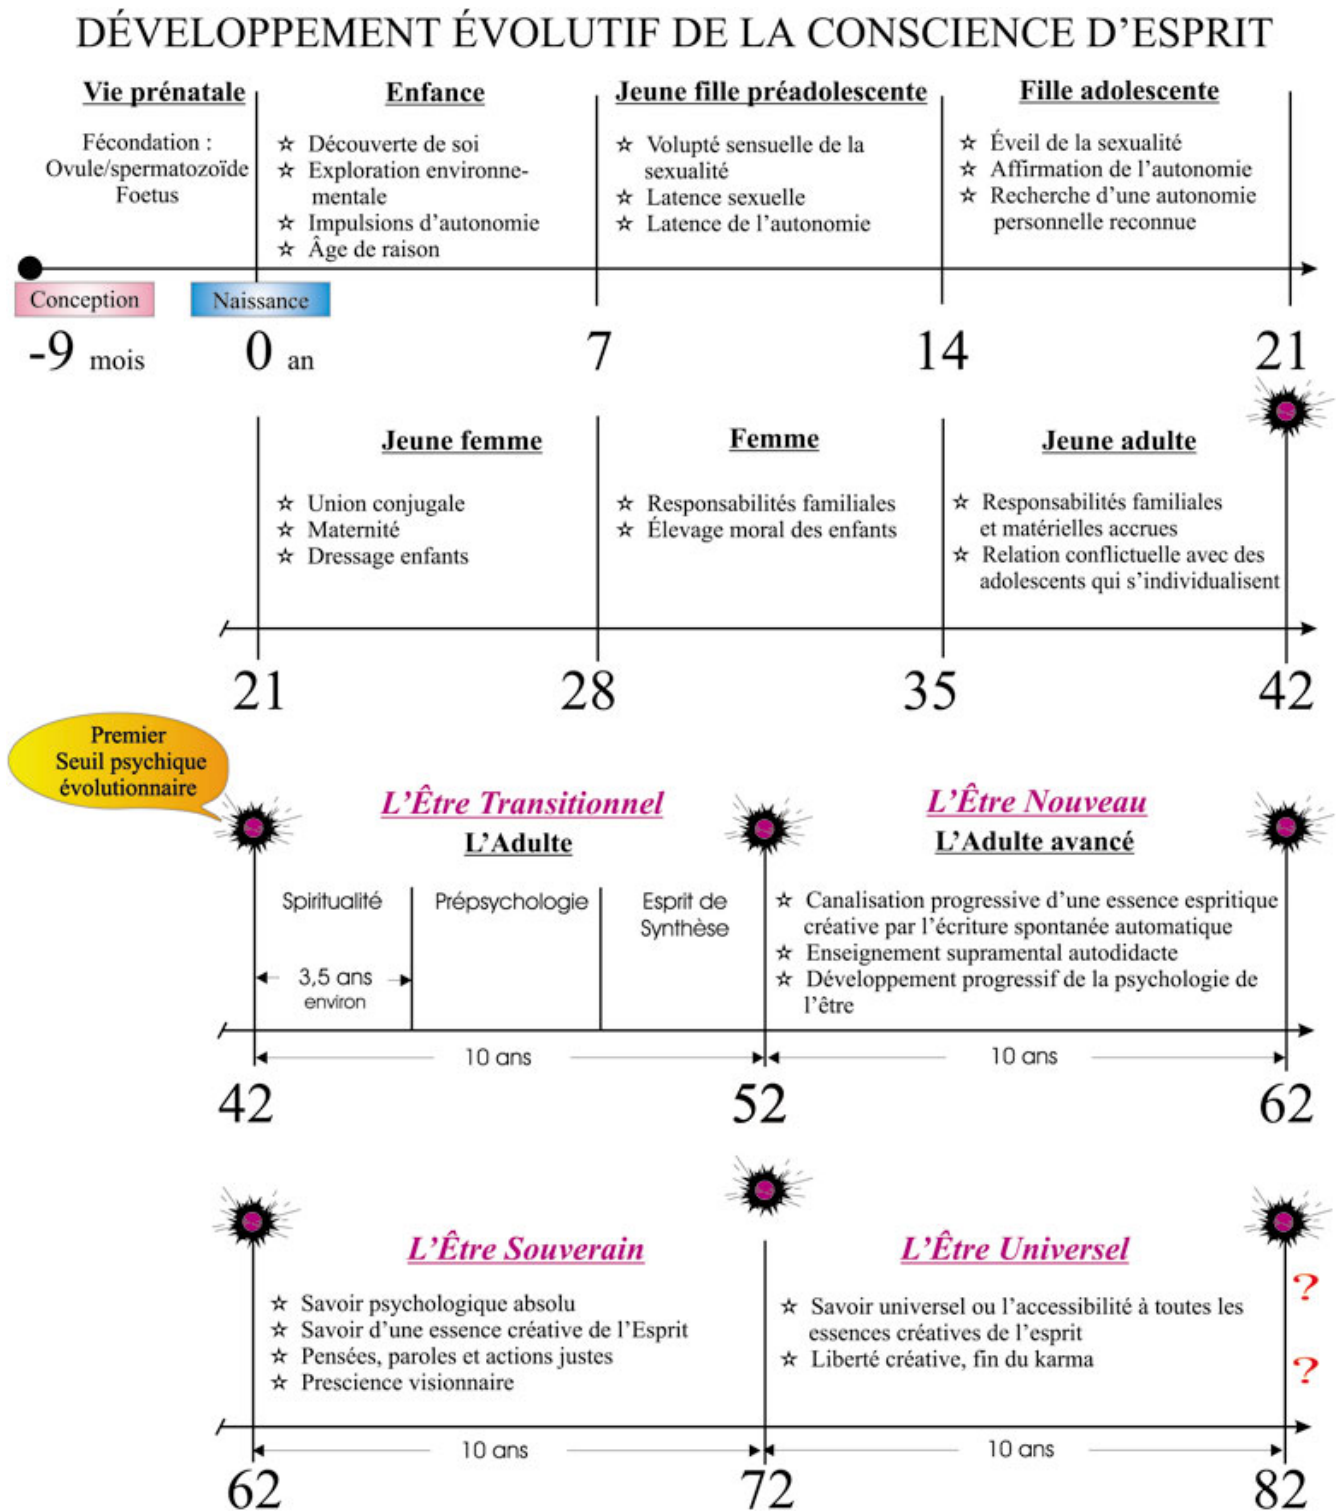 DÉVELOPPEMENT ÉVOLUTIF DE LA CONSCIENCE D'ESPRIT
Vie prénatale
Fécondation :
Ovule/spermatozoïde
Foetus
Enfance
☆ Découverte de soi
☆ Exploration environne-
mentale
☆ Impulsions d'autonomie
☆ Âge de raison
Jeune fille préadolescente
☆ Volupté sensuelle de la
sexualité
☆ Latence sexuelle
☆ Latence de l'autonomie
Fille adolescente
☆ Éveil de la sexualité
☆ Affirmation de l'autonomie
☆ Recherche d'une autonomie
personnelle reconnue
Conception
Naissance
-9 mois
0 an
7
14
21
Jeune femme
☆ Union conjugale
☆ Maternité
☆ Dressage enfants
Femme
☆ Responsabilités familiales
☆ Élevage moral des enfants
Jeune adulte
☆ Responsabilités familiales
et matérielles accrues
☆ Relation conflictuelle avec des
adolescents qui s'individualisent
21
28
35
42
Premier
Seuil psychique
évolutionnaire
L'Être Transitionnel
L'Adulte
Spiritualité
Prépsychologie
Esprit de
Synthèse
3,5 ans
environ
L'Être Nouveau
L'Adulte avancé
☆ Canalisation progressive d'une essence espritique
créative par l'écriture spontanée automatique
☆ Enseignement supramental autodidacte
☆ Développement progressif de la psychologie de
l'être
10 ans
10 ans
42
52
62
L'Être Souverain
☆ Savoir psychologique absolu
☆ Savoir d'une essence créative de l'Esprit
☆ Pensées, paroles et actions justes
☆ Prescience visionnaire
L'Être Universel
☆ Savoir universel ou l'accessibilité à toutes les
essences créatives de l'esprit
☆ Liberté créative, fin du karma
?
?
10 ans
10 ans
62
72
82